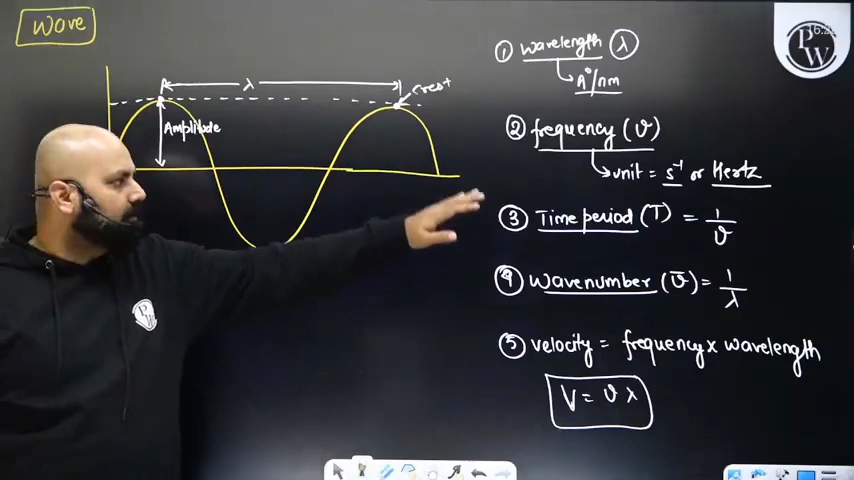 Wave
λ
crest
Amplitude
① Wavelength (λ)
A°/nm
② frequency (ν)
unit = s⁻¹ or Hertz
③ Time period (T) = 1/ν
④ Wavenumber (ν̅) = 1/λ
⑤ velocity = frequency x wavelength
V = ν λ
PW
PW